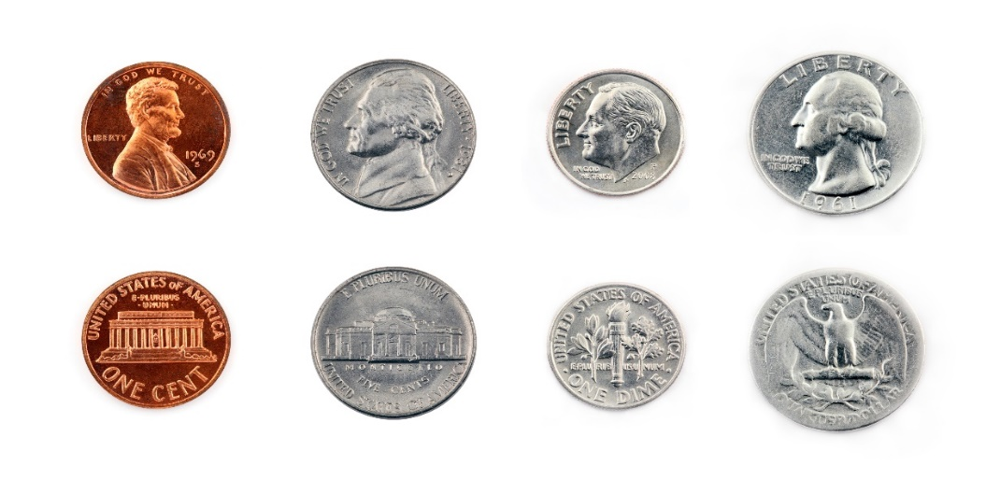 IN GOD WE TRUST
LIBERTY
1969
S
IN GOD WE TRUST
LIBERTY
LIBERTY
IN GOD
WE TRUST
P
LIBERTY
IN GOD WE
TRUST
1961
UNITED STATES OF AMERICA
E·PLURIBUS
·UNUM·
ONE CENT
E PLURIBUS UNUM
MONTICELLO
FIVE CENTS
UNITED STATES OF AMERICA
UNITED STATES OF AMERICA
E PLURIBUS UNUM
·ONE DIME·
UNITED STATES OF AMERICA
E PLURIBUS
UNUM
QUARTER DOLLAR